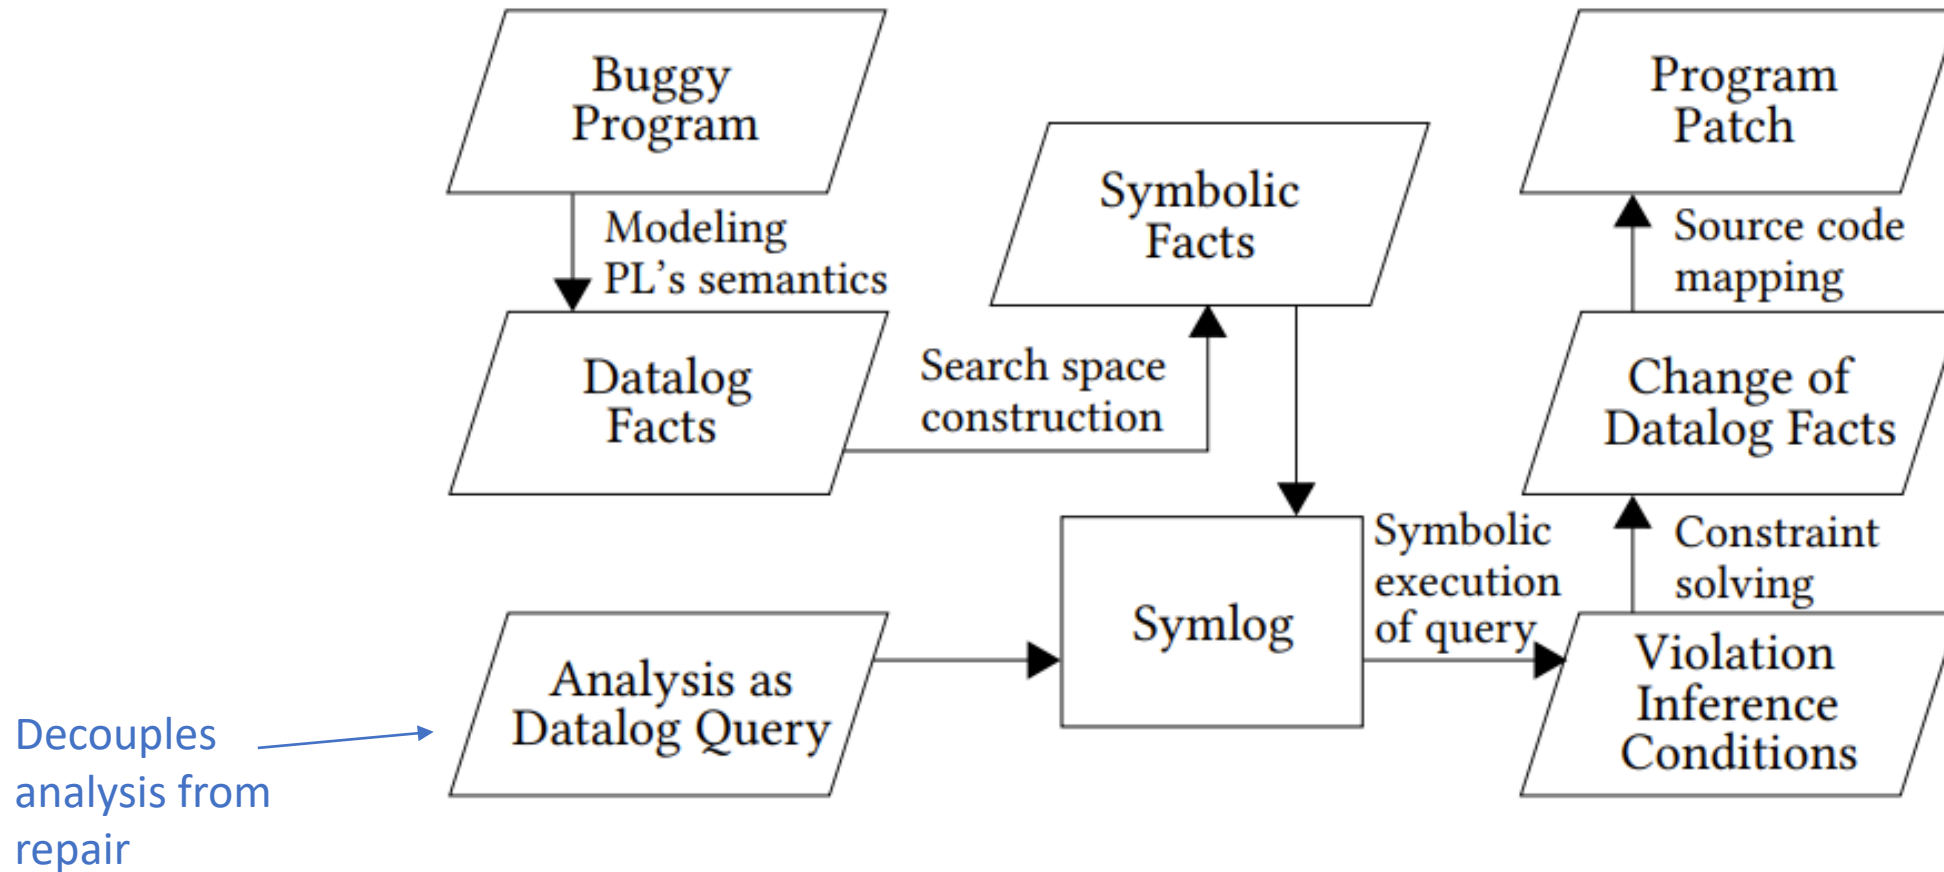 Buggy
Program
Modeling
PL's semantics
Datalog
Facts
Search space
construction
Symbolic
Facts
Analysis as
Datalog Query
Decouples
analysis from
repair
Symlog
Symbolic
execution
of query
Violation
Inference
Conditions
Constraint
solving
Change of
Datalog Facts
Source code
mapping
Program
Patch